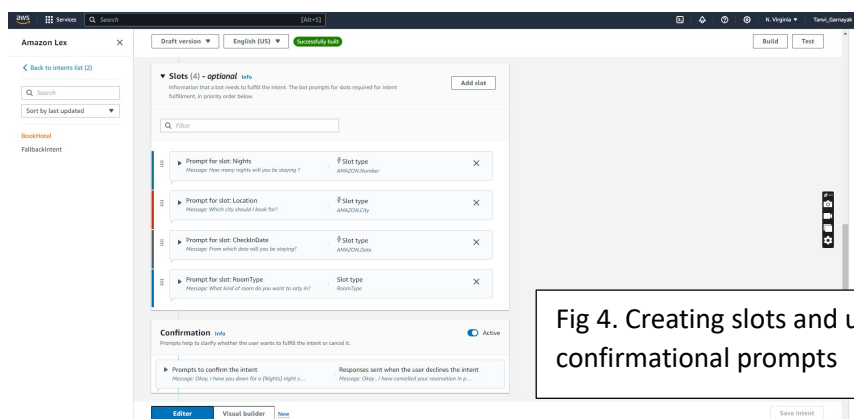 aws Services Search [Alt+S] N. Virginia ▼ Tanvi_Garnayak
Amazon Lex
Draft version ▼ English (US) ▼ Successfully built Build Test
Back to intents list (2)
Search
Sort by last updated ▼
BookHotel
FallbackIntent
▼ Slots (4) - optional Info
Information that a bot needs to fulfill the intent. The bot prompts for slots required for intent
fulfillment, in priority order below.
Add slot
Filter
▶ Prompt for slot: Nights Slot type
Message: How many nights will you be staying ? AMAZON.Number
▶ Prompt for slot: Location Slot type
Message: Which city should I book for? AMAZON.City
▶ Prompt for slot: CheckInDate Slot type
Message: From which date will you be staying? AMAZON.Date
▶ Prompt for slot: RoomType Slot type
Message: What kind of room do you want to saty in? RoomType
Confirmation Info Active
Prompts help to clarify whether the user wants to fulfill the intent or cancel it.
▶ Prompts to confirm the intent Responses sent when the user declines the intent
Message: Okay, I have you down for a {Nights} night s... Message: Okay , I have cancelled your reservation in p...
Editor Visual builder New Save intent
Fig 4. Creating slots and u
confirmational prompts